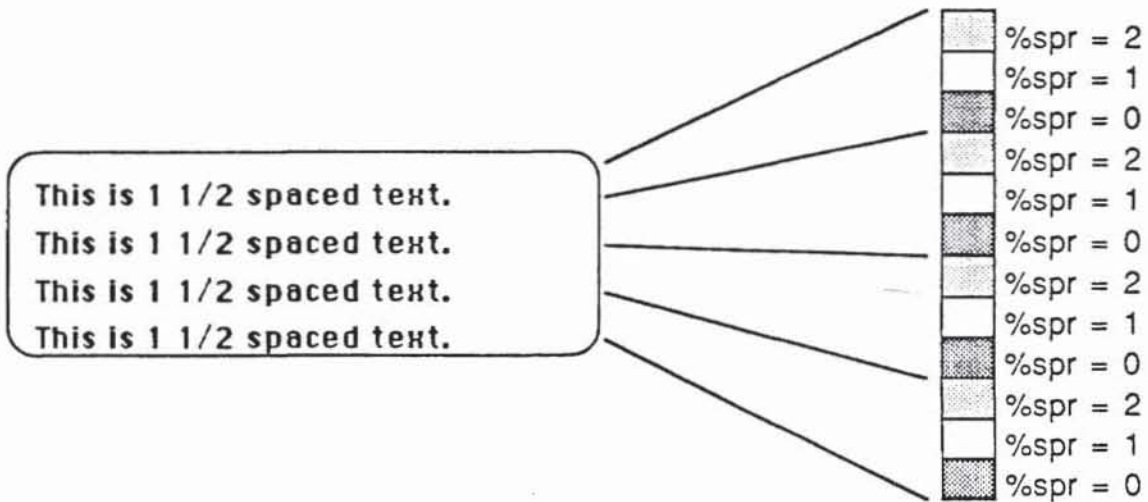 This is 1 1/2 spaced text.
This is 1 1/2 spaced text.
This is 1 1/2 spaced text.
This is 1 1/2 spaced text.
%spr = 2
%spr = 1
%spr = 0
%spr = 2
%spr = 1
%spr = 0
%spr = 2
%spr = 1
%spr = 0
%spr = 2
%spr = 1
%spr = 0